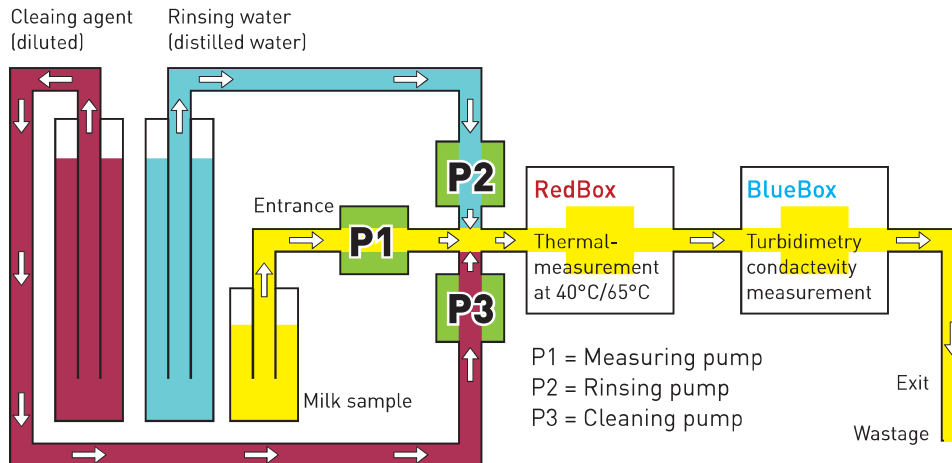 Cleaing agent
(diluted)
Rinsing water
(distilled water)
P2
RedBox
BlueBox
Entrance
P1
Thermal-
measurement
at 40°C/65°C
Turbidimetry
condactevity
measurement
P3
P1 = Measuring pump
P2 = Rinsing pump
P3 = Cleaning pump
Milk sample
Exit
Wastage